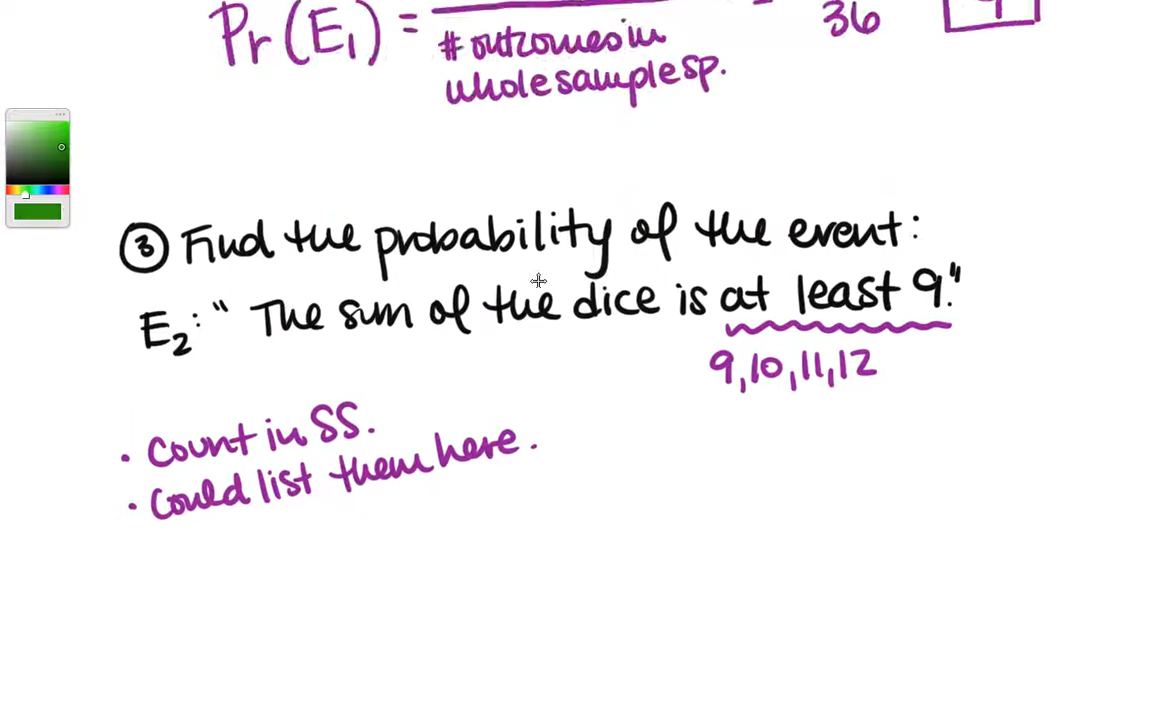 Pr(E₁) =
# outcomes in
whole sample sp.
36
③ Find the probability of the event:
E₂: " The sum of the dice is at least 9."
9, 10, 11, 12
· Count in SS.
· Could list them here.